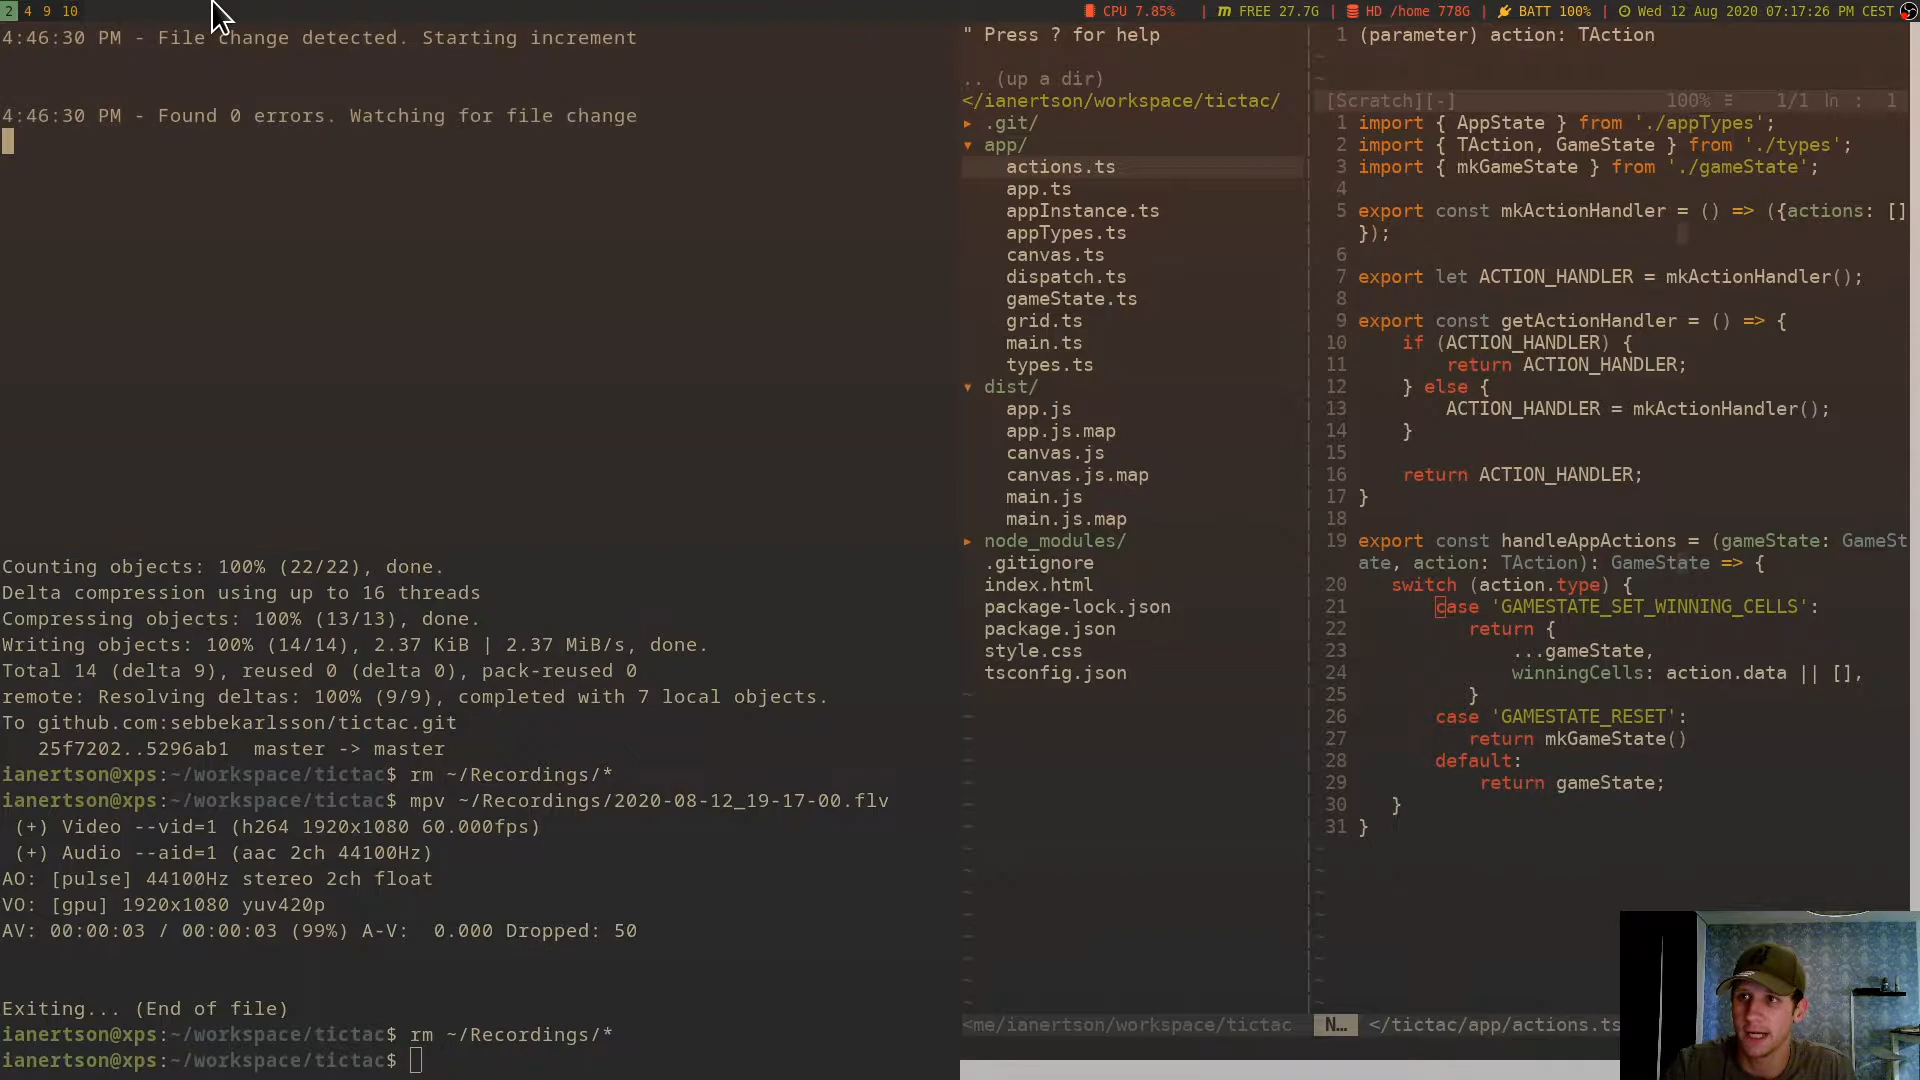 2 4 9 10
CPU 7.85% | FREE 27.7G | HD /home 778G | BATT 100% | Wed 12 Aug 2020 07:17:26 PM CEST
4:46:30 PM - File change detected. Starting increment
4:46:30 PM - Found 0 errors. Watching for file change
Counting objects: 100% (22/22), done.
Delta compression using up to 16 threads
Compressing objects: 100% (13/13), done.
Writing objects: 100% (14/14), 2.37 KiB | 2.37 MiB/s, done.
Total 14 (delta 9), reused 0 (delta 0), pack-reused 0
remote: Resolving deltas: 100% (9/9), completed with 7 local objects.
To github.com:sebbekarlsson/tictac.git
   25f7202..5296ab1  master -> master
ianertson@xps:~/workspace/tictac$ rm ~/Recordings/*
ianertson@xps:~/workspace/tictac$ mpv ~/Recordings/2020-08-12_19-17-00.flv
 (+) Video --vid=1 (h264 1920x1080 60.000fps)
 (+) Audio --aid=1 (aac 2ch 44100Hz)
AO: [pulse] 44100Hz stereo 2ch float
VO: [gpu] 1920x1080 yuv420p
AV: 00:00:03 / 00:00:03 (99%) A-V:  0.000 Dropped: 50
Exiting... (End of file)
ianertson@xps:~/workspace/tictac$ rm ~/Recordings/*
ianertson@xps:~/workspace/tictac$
" Press ? for help
.. (up a dir)
</ianertson/workspace/tictac/
▸ .git/
▾ app/
    actions.ts
    app.ts
    appInstance.ts
    appTypes.ts
    canvas.ts
    dispatch.ts
    gameState.ts
    grid.ts
    main.ts
    types.ts
▾ dist/
    app.js
    app.js.map
    canvas.js
    canvas.js.map
    main.js
    main.js.map
▸ node_modules/
  .gitignore
  index.html
  package-lock.json
  package.json
  style.css
  tsconfig.json
<me/ianertson/workspace/tictac
1 (parameter) action: TAction
[Scratch][-] 100% ≡ 1/1 ln : 1
1 import { AppState } from './appTypes';
2 import { TAction, GameState } from './types';
3 import { mkGameState } from './gameState';
4
5 export const mkActionHandler = () => ({actions: []
});
6
7 export let ACTION_HANDLER = mkActionHandler();
8
9 export const getActionHandler = () => {
10     if (ACTION_HANDLER) {
11         return ACTION_HANDLER;
12     } else {
13         ACTION_HANDLER = mkActionHandler();
14     }
15
16     return ACTION_HANDLER;
17 }
18
19 export const handleAppActions = (gameState: GameSt
ate, action: TAction): GameState => {
20    switch (action.type) {
21        case 'GAMESTATE_SET_WINNING_CELLS':
22           return {
23               ...gameState,
24               winningCells: action.data || [],
25           }
26        case 'GAMESTATE_RESET':
27           return mkGameState()
28        default:
29            return gameState;
30    }
31 }
N... </tictac/app/actions.ts